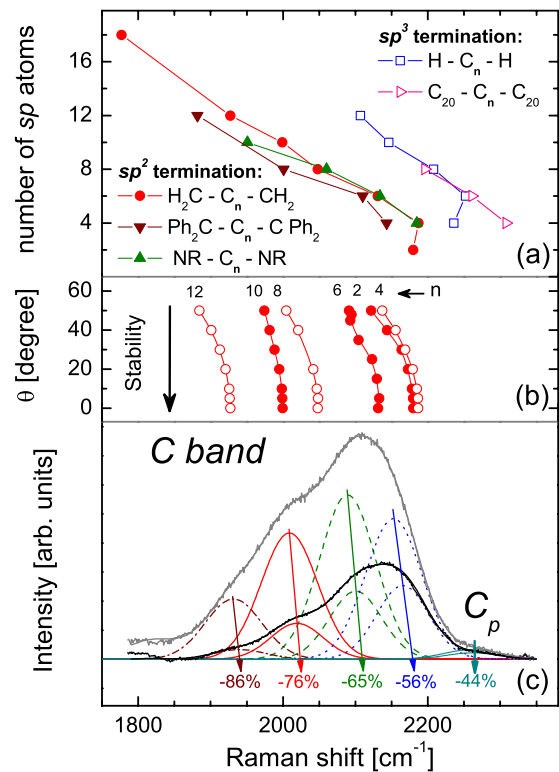 number of sp atoms
16
12
8
4
sp³ termination:
H - Cₙ - H
C₂₀ - Cₙ - C₂₀
sp² termination:
H₂C - Cₙ - CH₂
Ph₂C - Cₙ - C Ph₂
NR - Cₙ - NR
(a)
θ [degree]
60
40
20
0
12 10 8 6 2 4 n
Stability
(b)
Intensity [arb. units]
C band
Cₚ
-86% -76% -65% -56% -44%
(c)
1800 2000 2200
Raman shift [cm⁻¹]